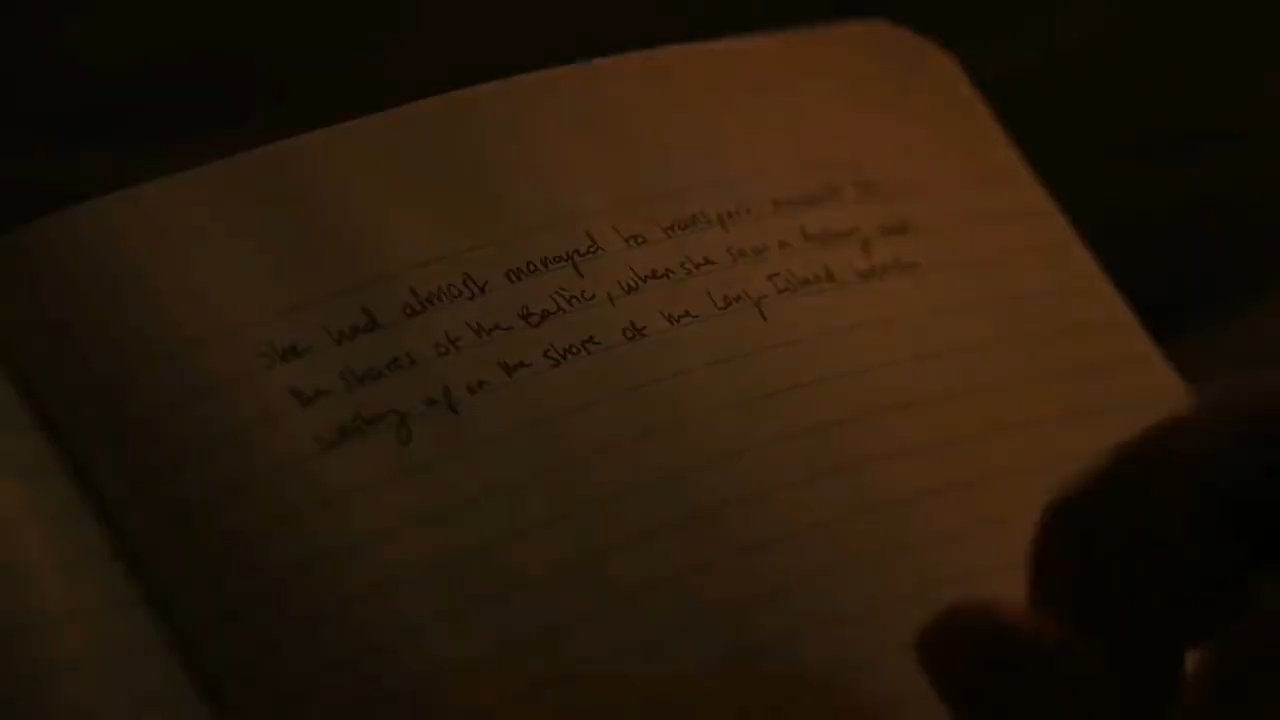 she had almost managed to transport
the shores of the Baltic, when she saw a
washing up on the shore of the Long Island